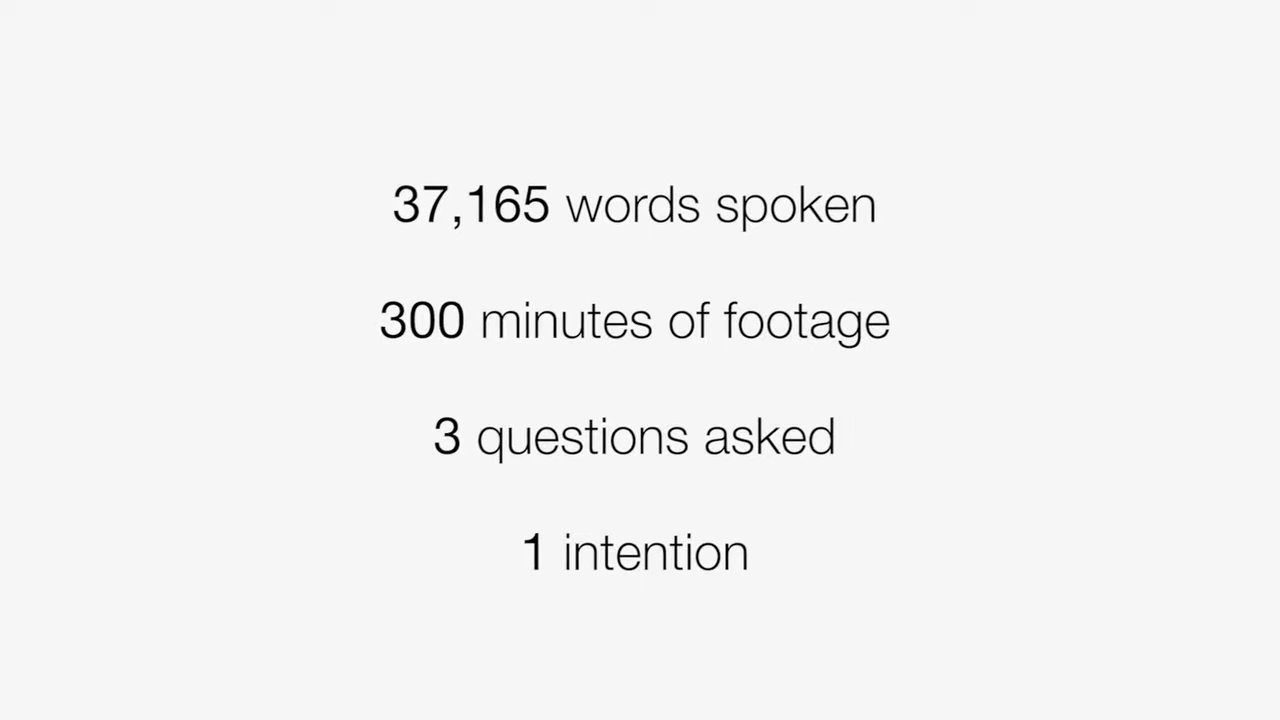 37,165 words spoken
300 minutes of footage
3 questions asked
1 intention